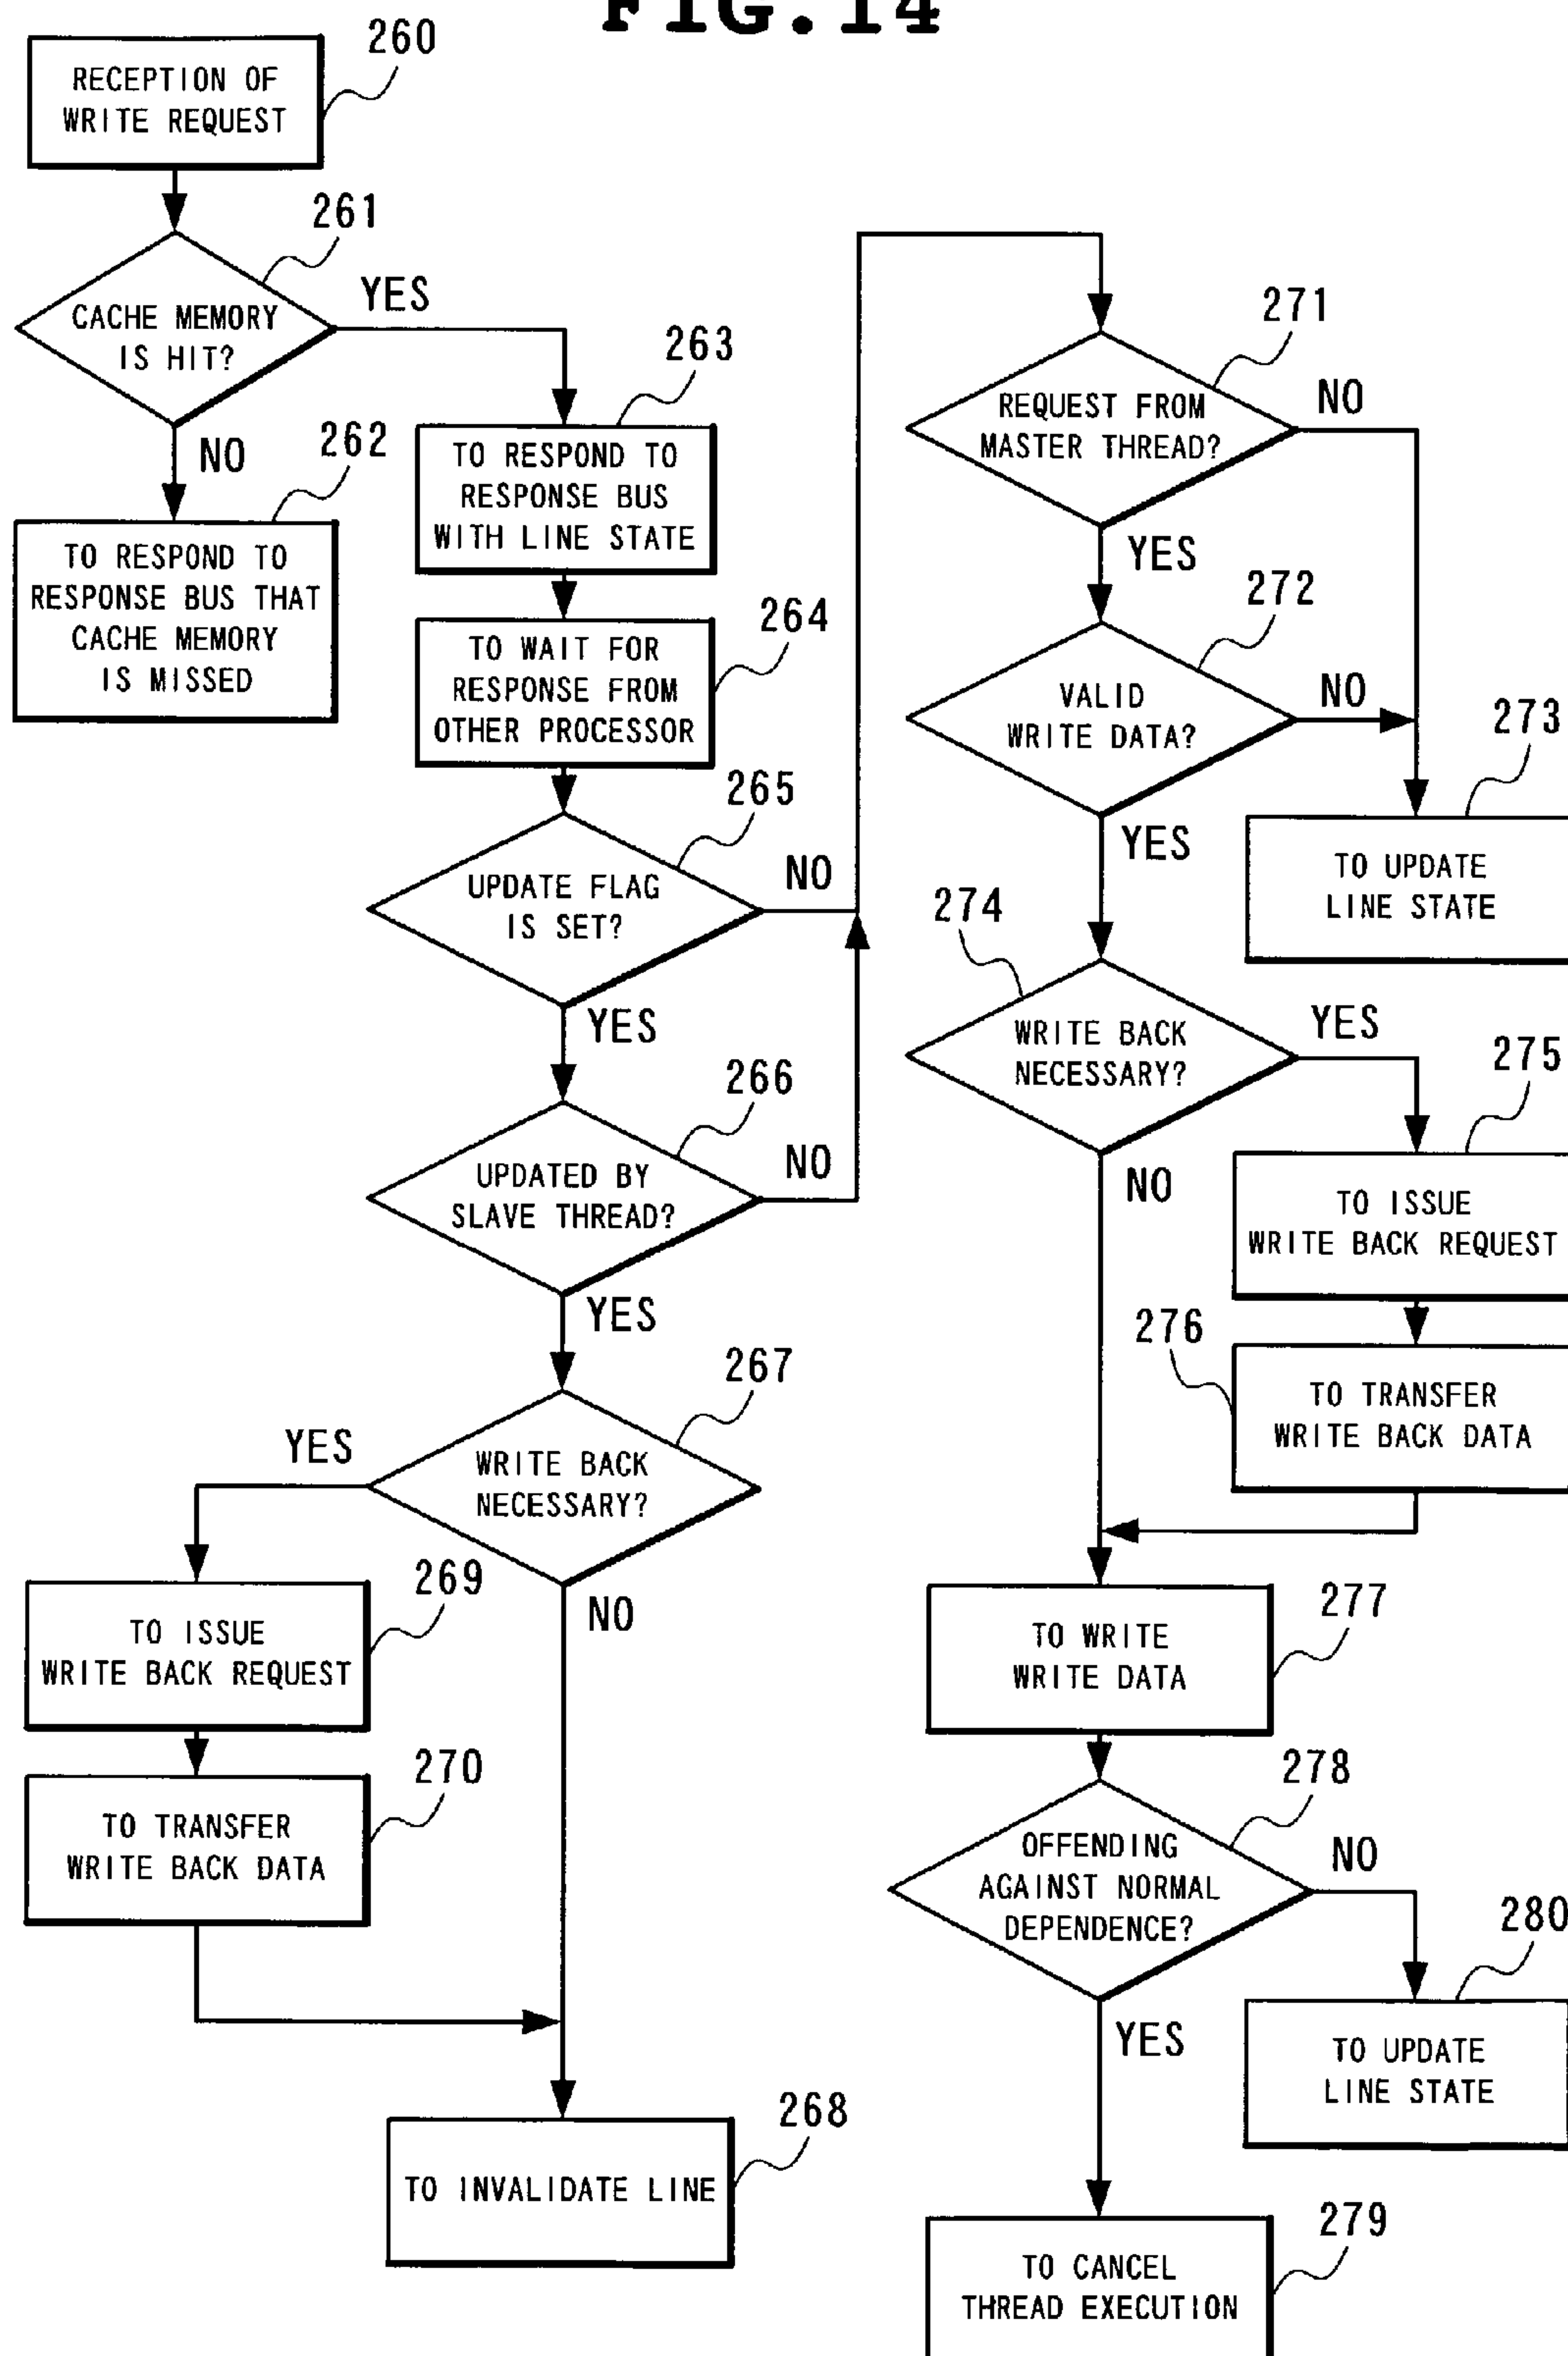 FIG.14
260
RECEPTION OF
WRITE REQUEST
261
CACHE MEMORY
IS HIT?
YES
NO
262
TO RESPOND TO
RESPONSE BUS THAT
CACHE MEMORY
IS MISSED
263
TO RESPOND TO
RESPONSE BUS
WITH LINE STATE
264
TO WAIT FOR
RESPONSE FROM
OTHER PROCESSOR
265
UPDATE FLAG
IS SET?
NO
YES
266
UPDATED BY
SLAVE THREAD?
NO
YES
267
WRITE BACK
NECESSARY?
YES
NO
269
TO ISSUE
WRITE BACK REQUEST
270
TO TRANSFER
WRITE BACK DATA
268
TO INVALIDATE LINE
271
REQUEST FROM
MASTER THREAD?
NO
YES
272
VALID
WRITE DATA?
NO
YES
273
TO UPDATE
LINE STATE
274
WRITE BACK
NECESSARY?
YES
NO
275
TO ISSUE
WRITE BACK REQUEST
276
TO TRANSFER
WRITE BACK DATA
277
TO WRITE
WRITE DATA
278
OFFENDING
AGAINST NORMAL
DEPENDENCE?
NO
YES
280
TO UPDATE
LINE STATE
279
TO CANCEL
THREAD EXECUTION